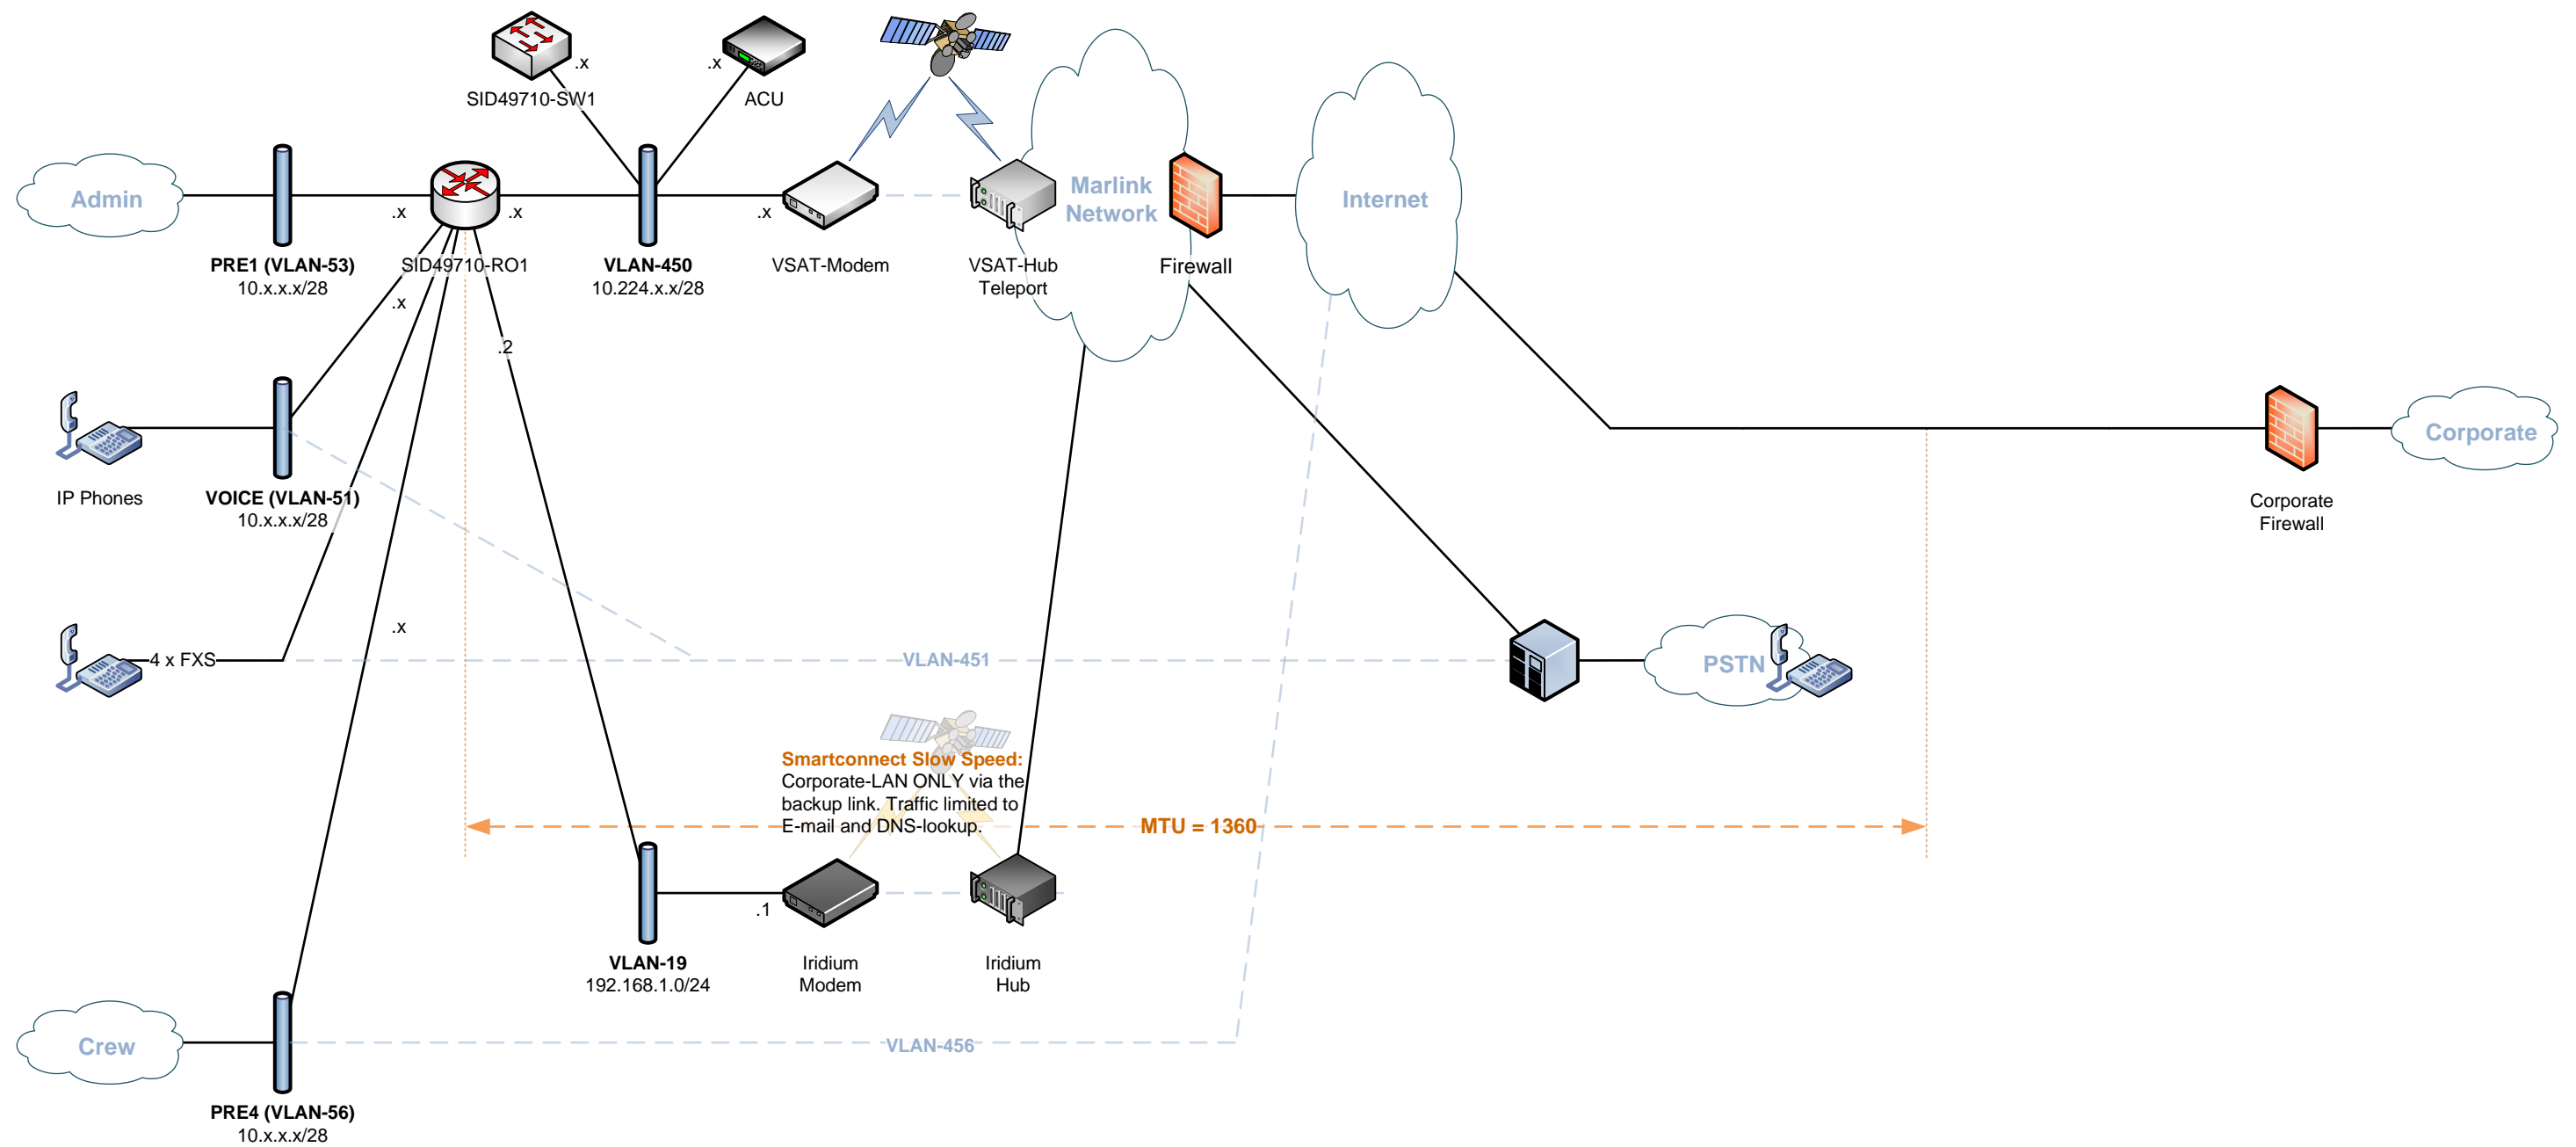 .x
.x
SID49710-SW1
ACU
Admin
Marlink
Network
Internet
.x
.x
.x
PRE1 (VLAN-53)
10.x.x.x/28
SID49710-RO1
VLAN-450
10.224.x.x/28
VSAT-Modem
VSAT-Hub
Teleport
Firewall
.x
.2
Corporate
IP Phones
VOICE (VLAN-51)
10.x.x.x/28
Corporate
Firewall
.x
4 x FXS
VLAN-451
PSTN
Smartconnect Slow Speed:
Corporate-LAN ONLY via the
backup link. Traffic limited to
E-mail and DNS-lookup.
MTU = 1360
.1
VLAN-19
192.168.1.0/24
Iridium
Modem
Iridium
Hub
Crew
VLAN-456
PRE4 (VLAN-56)
10.x.x.x/28